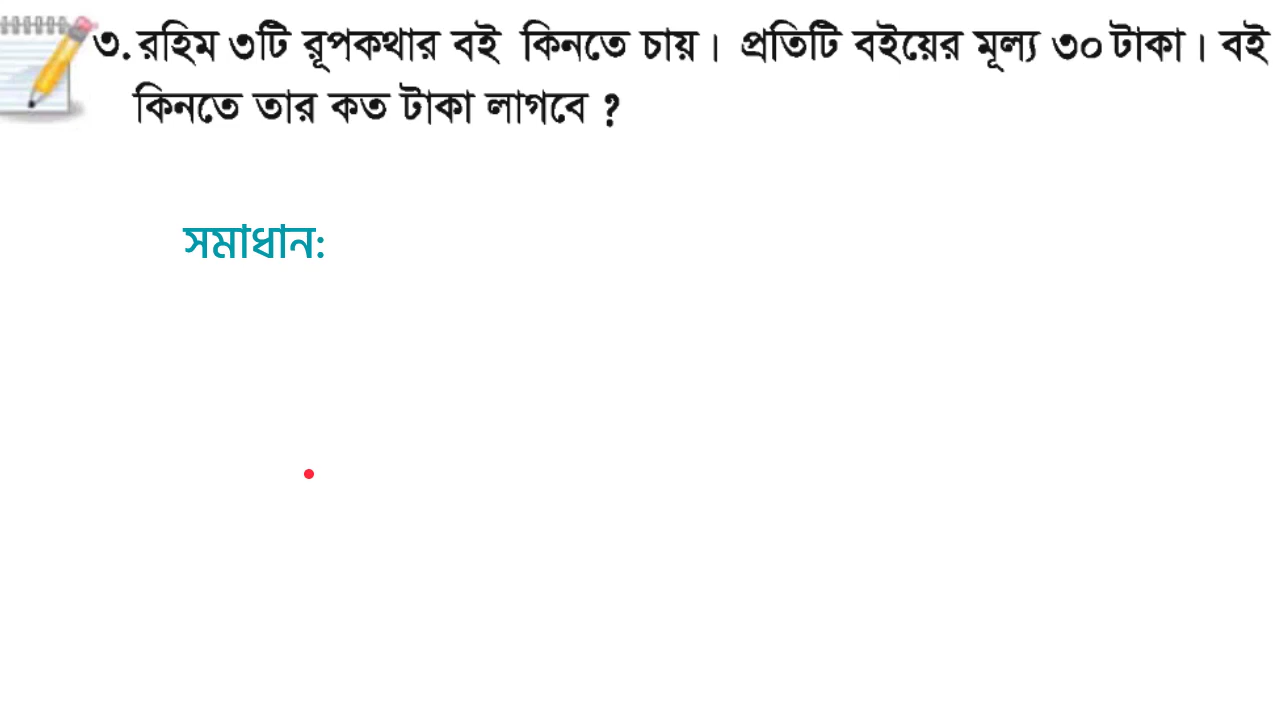 ৩. রহিম ৩টি রূপকথার বই কিনতে চায়। প্রতিটি বইয়ের মূল্য ৩০ টাকা। বই
কিনতে তার কত টাকা লাগবে ?
সমাধান: